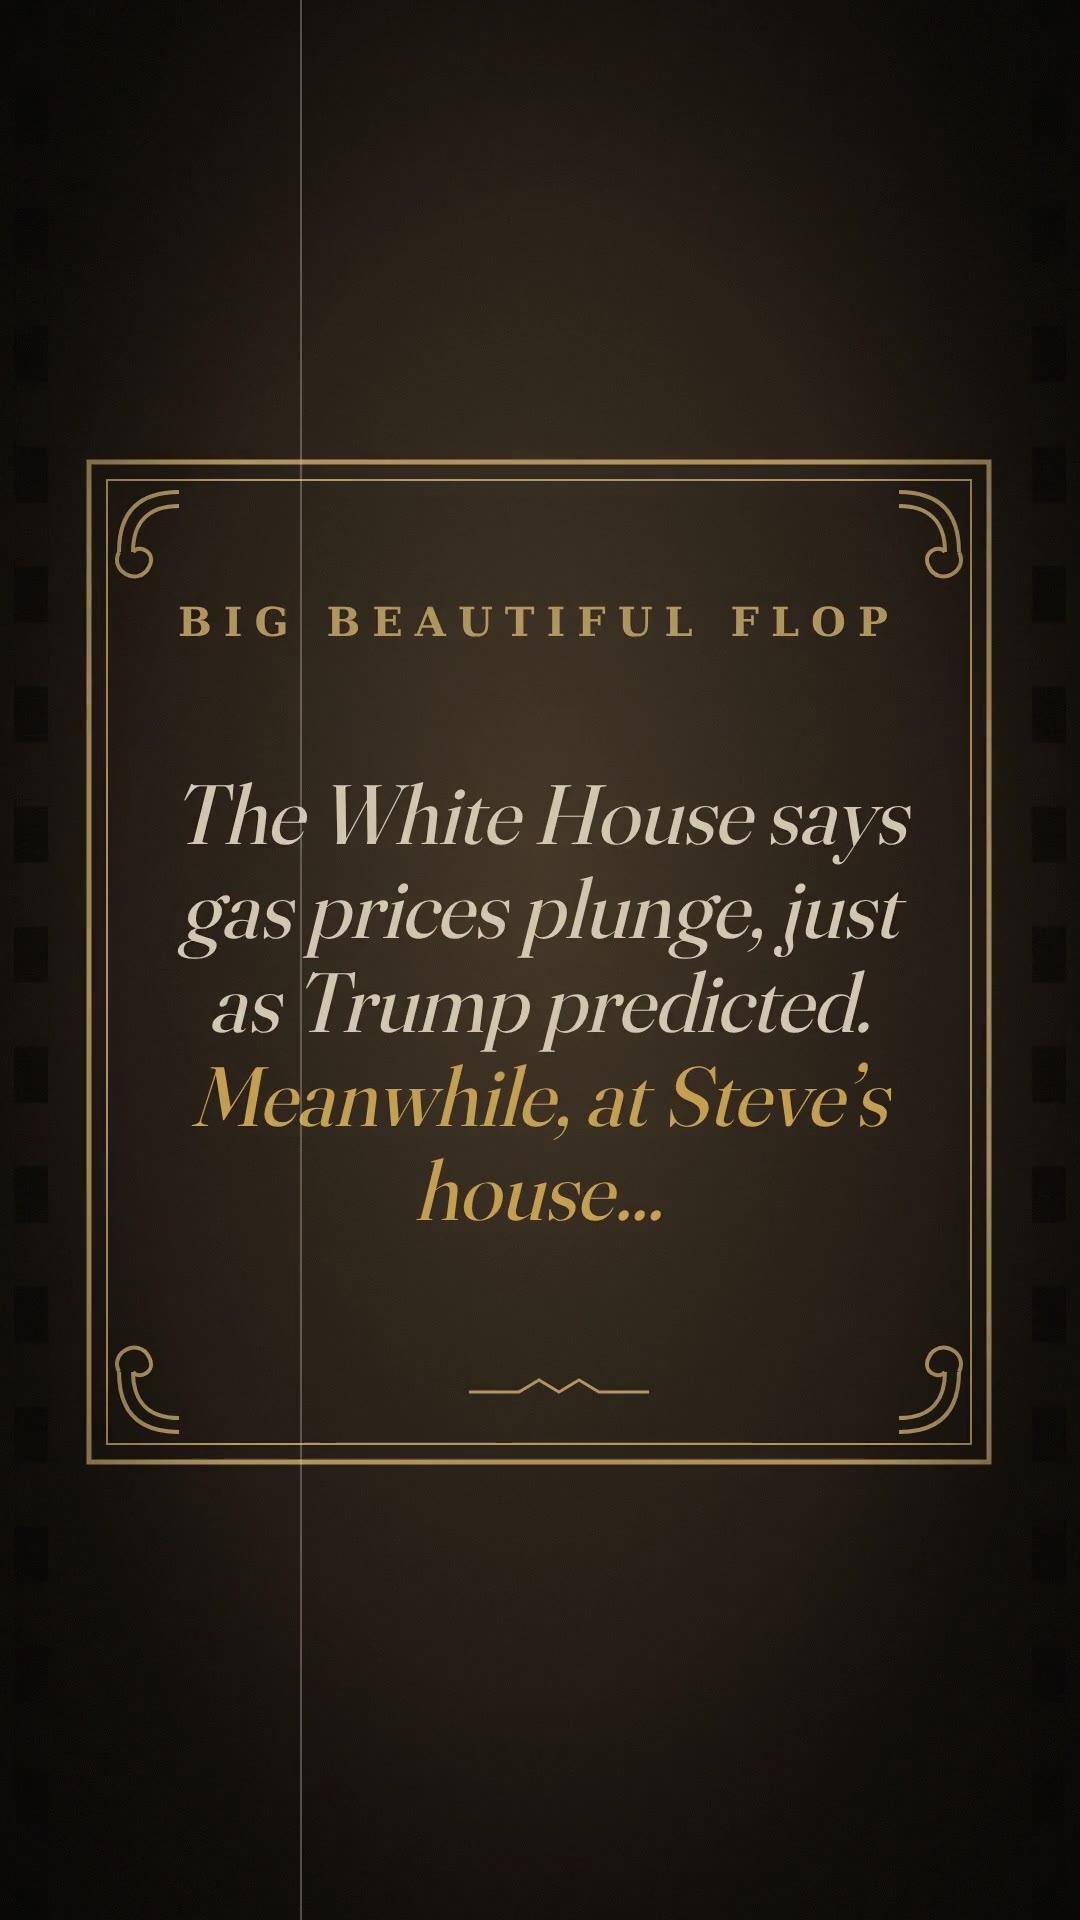 BIG BEAUTIFUL FLOP
The White House says
gas prices plunge, just
as Trump predicted.
Meanwhile, at Steve’s
house...